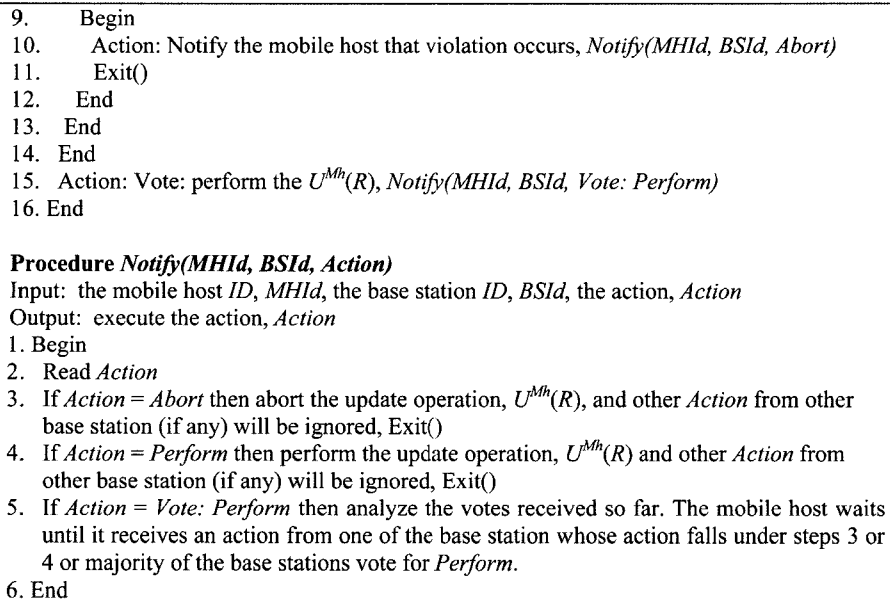 9. Begin
10. Action: Notify the mobile host that violation occurs, Notify(MHId, BSId, Abort)
11. Exit()
12. End
13. End
14. End
15. Action: Vote: perform the U^Mh(R), Notify(MHId, BSId, Vote: Perform)
16. End
Procedure Notify(MHId, BSId, Action)
Input: the mobile host ID, MHId, the base station ID, BSId, the action, Action
Output: execute the action, Action
1. Begin
2. Read Action
3. If Action = Abort then abort the update operation, U^Mh(R), and other Action from other
base station (if any) will be ignored, Exit()
4. If Action = Perform then perform the update operation, U^Mh(R) and other Action from
other base station (if any) will be ignored, Exit()
5. If Action = Vote: Perform then analyze the votes received so far. The mobile host waits
until it receives an action from one of the base station whose action falls under steps 3 or
4 or majority of the base stations vote for Perform.
6. End